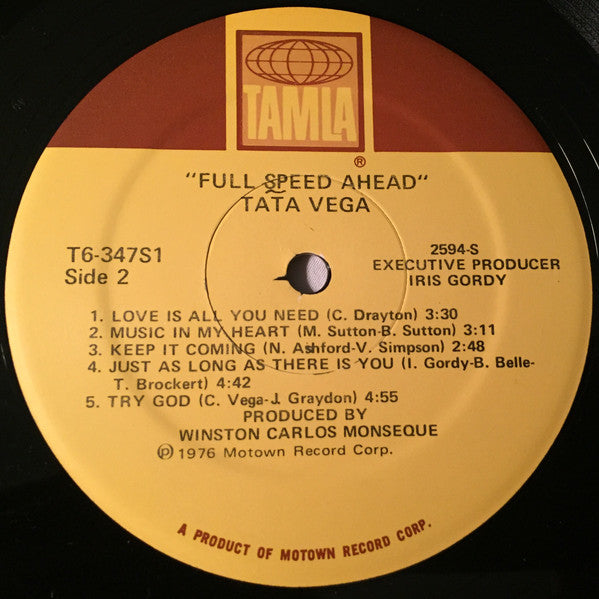 TAMLA
®
"FULL SPEED AHEAD"
TATA VEGA
T6-347S1
Side 2
2594-S
EXECUTIVE PRODUCER
IRIS GORDY
1. LOVE IS ALL YOU NEED (C. Drayton) 3:30
2. MUSIC IN MY HEART (M. Sutton-B. Sutton) 3:11
3. KEEP IT COMING (N. Ashford-V. Simpson) 2:48
4. JUST AS LONG AS THERE IS YOU (I. Gordy-B. Belle-
T. Brockert) 4:42
5. TRY GOD (C. Vega-J. Graydon) 4:55
PRODUCED BY
WINSTON CARLOS MONSEQUE
℗ 1976 Motown Record Corp.
A PRODUCT OF MOTOWN RECORD CORP.